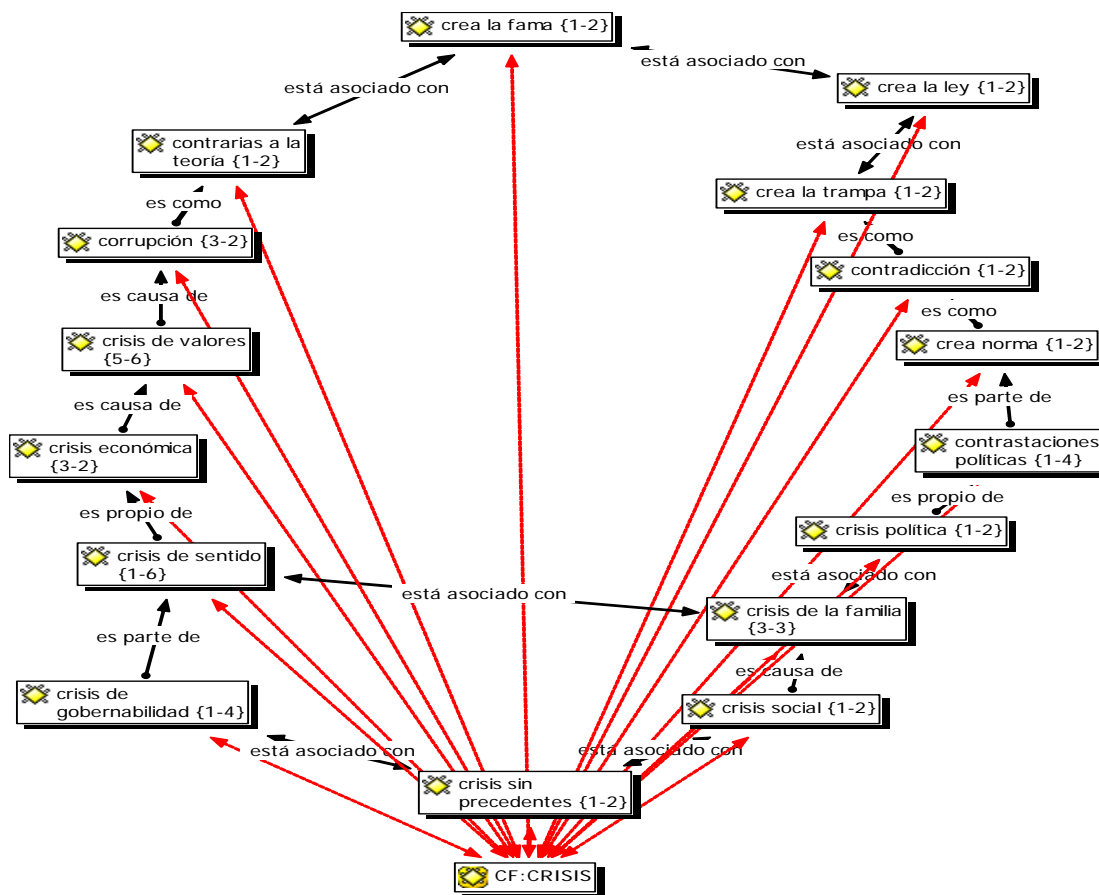 crea la fama {1-2}
está asociado con
está asociado con
crea la ley {1-2}
contrarias a la
teoría {1-2}
está asociado con
crea la trampa {1-2}
es como
corrupción {3-2}
es como
contradicción {1-2}
es causa de
es como
crisis de valores
{5-6}
crea norma {1-2}
es causa de
es parte de
crisis económica
{3-2}
contrastaciones
políticas {1-4}
es propio de
es propio de
crisis de sentido
{1-6}
crisis política {1-2}
está asociado con
está asociado con
crisis de la familia
{3-3}
es parte de
es causa de
crisis de
gobernabilidad {1-4}
crisis social {1-2}
está asociado con
está asociado con
crisis sin
precedentes {1-2}
CF:CRISIS